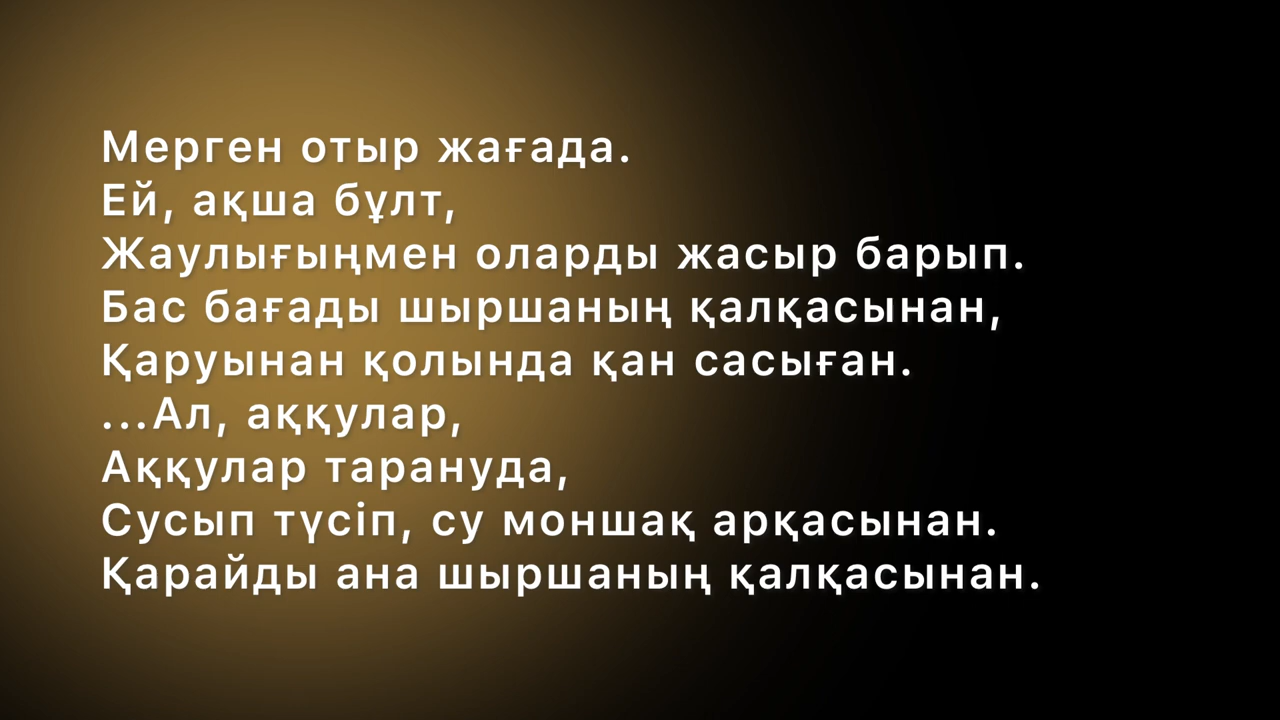 Мерген отыр жағада.
Ей, ақша бұлт,
Жаулығыңмен оларды жасыр барып.
Бас бағады шыршаның қалқасынан,
Қаруынан қолында қан сасыған.
...Ал, аққулар,
Аққулар тарануда,
Сусып түсіп, су моншақ арқасынан.
Қарайды ана шыршаның қалқасынан.